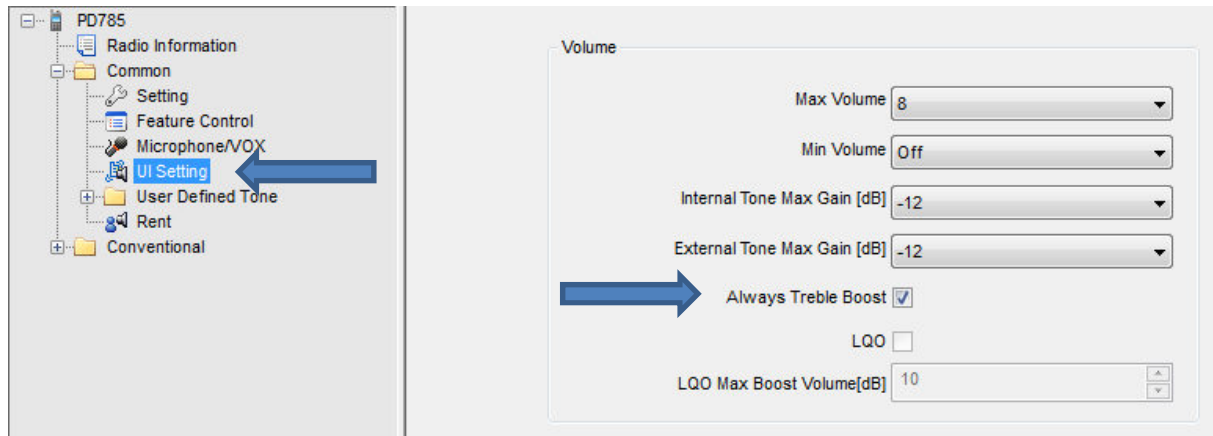 PD785
Radio Information
Common
Setting
Feature Control
Microphone/VOX
UI Setting
User Defined Tone
Rent
Conventional
Volume
Max Volume 8
Min Volume Off
Internal Tone Max Gain [dB] -12
External Tone Max Gain [dB] -12
Always Treble Boost
LQO
LQO Max Boost Volume[dB] 10